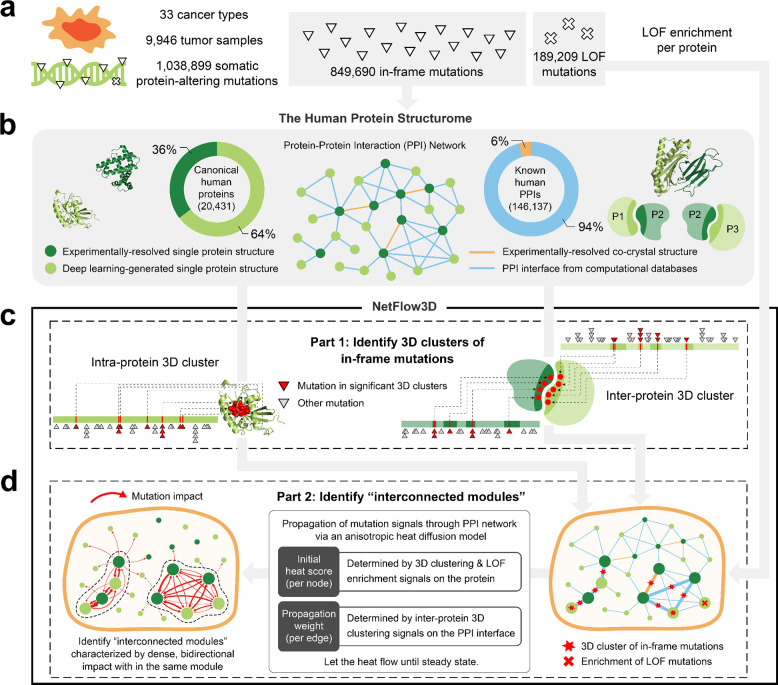 a
33 cancer types
9,946 tumor samples
1,038,899 somatic
protein-altering mutations
849,690 in-frame mutations
189,209 LOF
mutations
LOF enrichment
per protein
The Human Protein Structurome
b
36%
Canonical
human
proteins
(20,431)
64%
Protein-Protein Interaction (PPI) Network
6%
Known
human
PPIs
(146,137)
94%
P1
P2
P2
P3
Experimentally-resolved single protein structure
Deep learning-generated single protein structure
Experimentally-resolved co-crystal structure
PPI interface from computational databases
NetFlow3D
c
Part 1: Identify 3D clusters of
in-frame mutations
Intra-protein 3D cluster
Mutation in significant 3D clusters
Other mutation
Inter-protein 3D cluster
d
Mutation impact
Part 2: Identify “interconnected modules”
Propagation of mutation signals through PPI network
via an anisotropic heat diffusion model
Initial
heat score
(per node)
Determined by 3D clustering & LOF
enrichment signals on the protein
Propagation
weight
(per edge)
Determined by inter-protein 3D
clustering signals on the PPI interface
Let the heat flow until steady state.
Identify “interconnected modules”
characterized by dense, bidirectional
impact with in the same module
3D cluster of in-frame mutations
Enrichment of LOF mutations